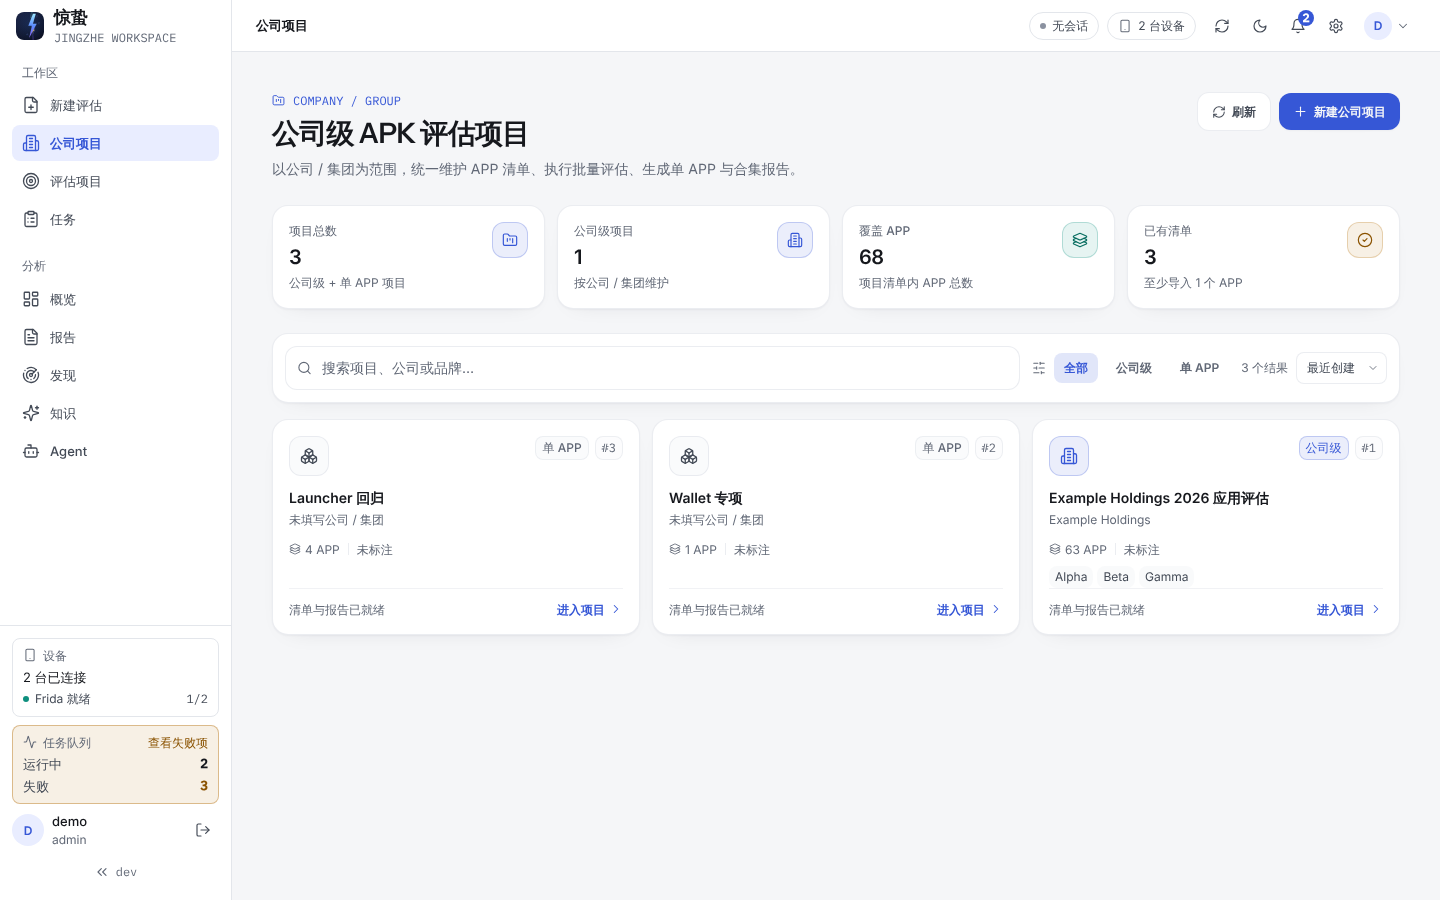 惊蛰
JINGZHE WORKSPACE
工作区
新建评估
公司项目
评估项目
任务
分析
概览
报告
发现
知识
Agent
设备
2 台已连接
Frida 就绪 1/2
任务队列 查看失败项
运行中 2
失败 3
D demo
admin
dev
公司项目
无会话 2 台设备 2 D
COMPANY / GROUP
公司级 APK 评估项目
以公司 / 集团为范围，统一维护 APP 清单、执行批量评估、生成单 APP 与合集报告。
刷新 新建公司项目
项目总数
3
公司级 + 单 APP 项目
公司级项目
1
按公司 / 集团维护
覆盖 APP
68
项目清单内 APP 总数
已有清单
3
至少导入 1 个 APP
搜索项目、公司或品牌... 全部 公司级 单 APP 3 个结果 最近创建
单 APP #3
Launcher 回归
未填写公司 / 集团
4 APP 未标注
清单与报告已就绪 进入项目
单 APP #2
Wallet 专项
未填写公司 / 集团
1 APP 未标注
清单与报告已就绪 进入项目
公司级 #1
Example Holdings 2026 应用评估
Example Holdings
63 APP 未标注
Alpha Beta Gamma
清单与报告已就绪 进入项目